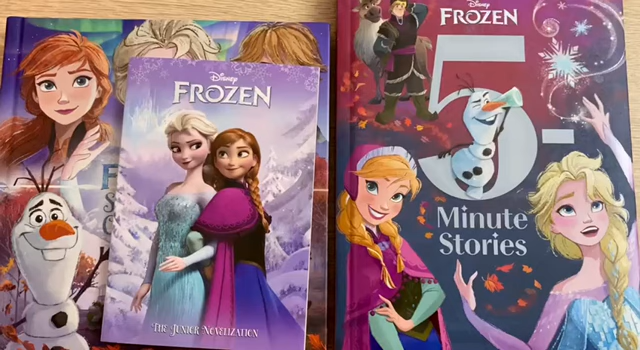 Disney
FROZEN
THE JUNIOR NOVELIZATION
Disney
FROZEN
5-
Minute
Stories